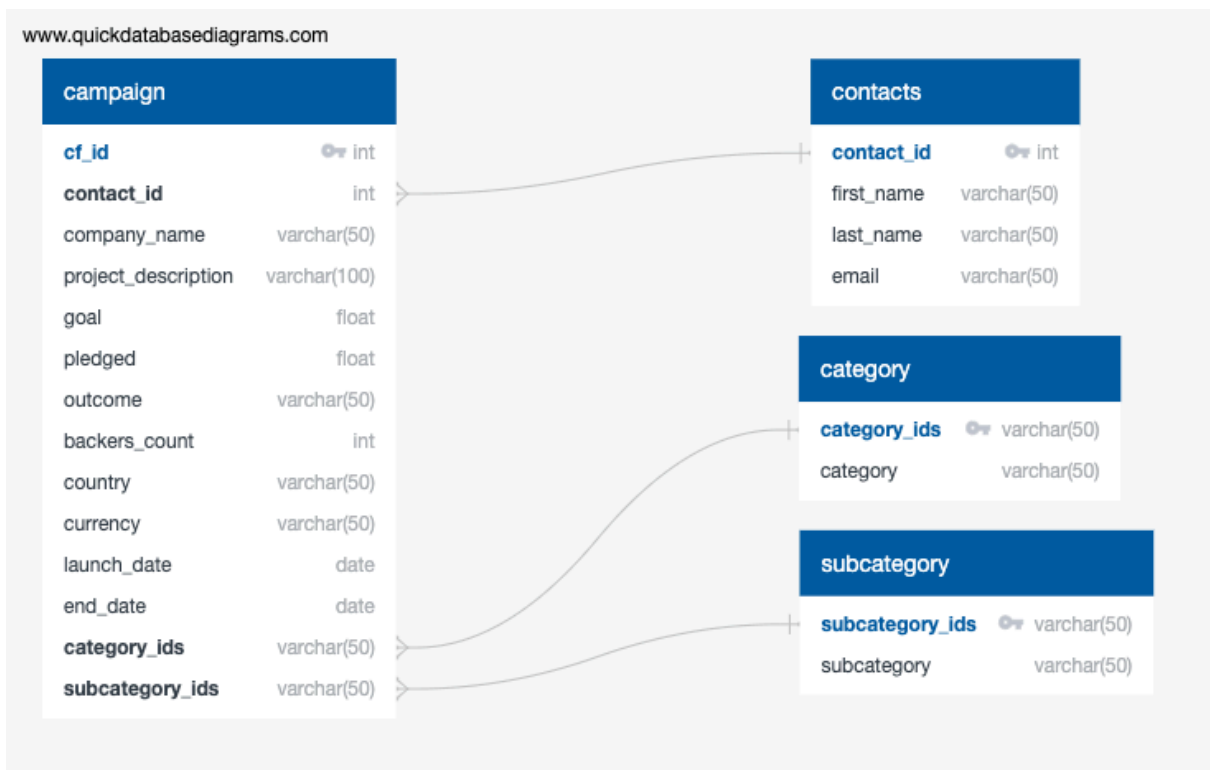 www.quickdatabasediagrams.com
campaign
cf_id int
contact_id int
company_name varchar(50)
project_description varchar(100)
goal float
pledged float
outcome varchar(50)
backers_count int
country varchar(50)
currency varchar(50)
launch_date date
end_date date
category_ids varchar(50)
subcategory_ids varchar(50)
contacts
contact_id int
first_name varchar(50)
last_name varchar(50)
email varchar(50)
category
category_ids varchar(50)
category varchar(50)
subcategory
subcategory_ids varchar(50)
subcategory varchar(50)